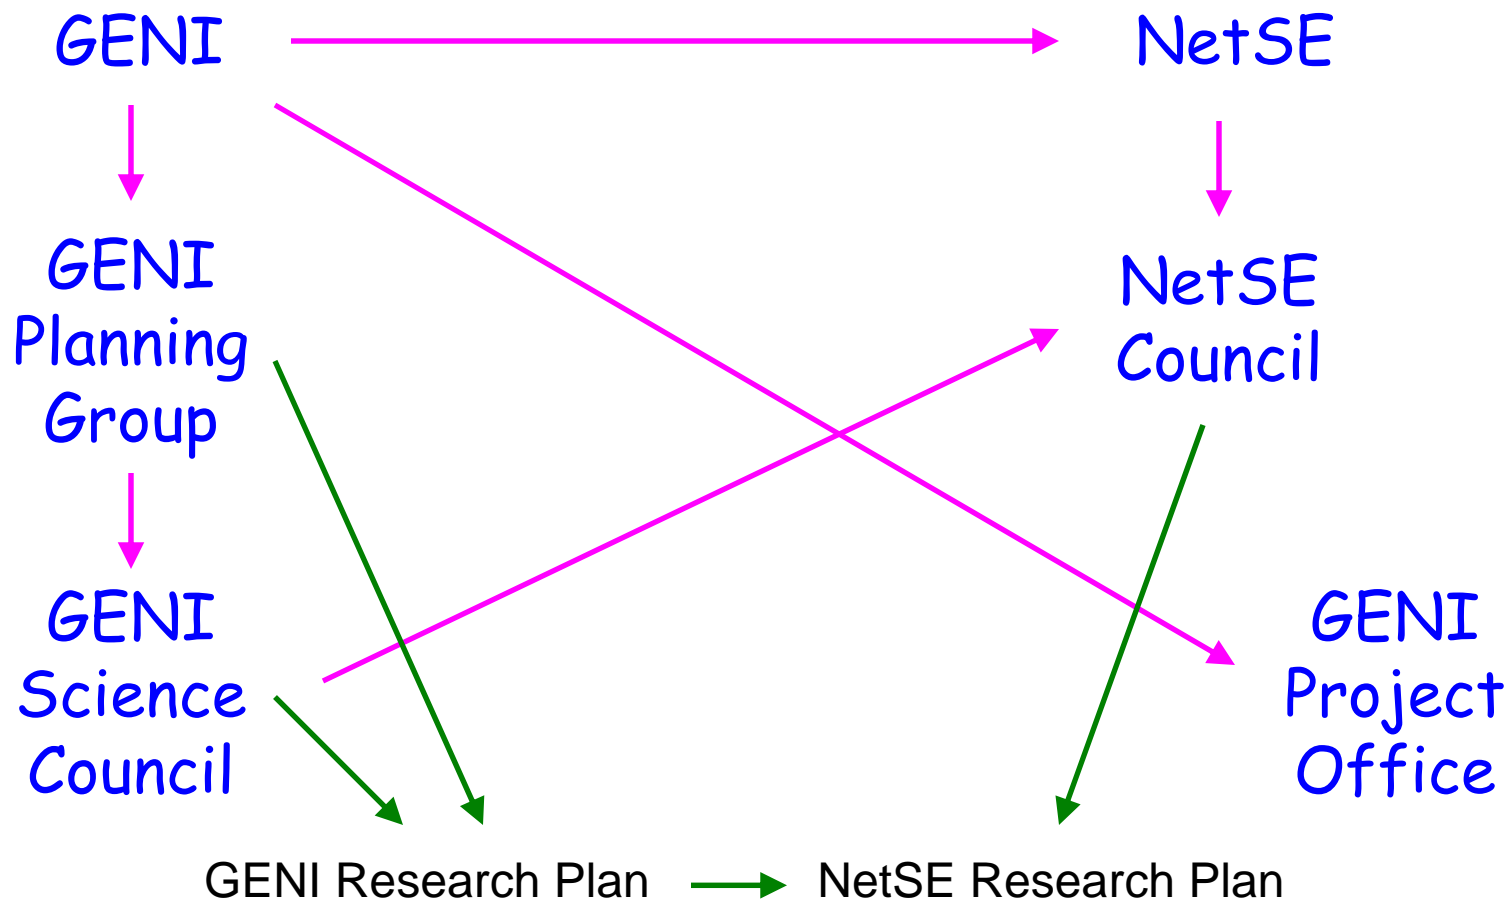 GENI
NetSE
GENI
Planning
Group
NetSE
Council
GENI
Science
Council
GENI
Project
Office
GENI Research Plan
NetSE Research Plan